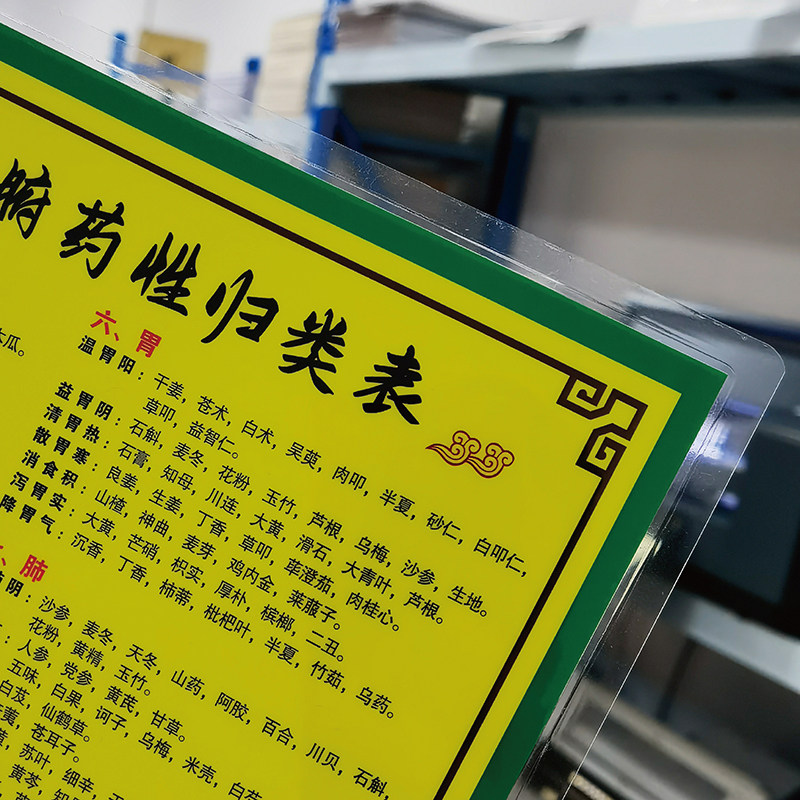 腑药性归类表
木瓜。
六、胃
温胃阳：干姜，苍术，白术，吴萸，肉叩，半夏，砂仁，白叩仁，
草叩，益智仁。
益胃阴：石斛，麦冬，花粉，玉竹，芦根，乌梅，沙参，生地。
清胃热：石膏，知母，川连，大黄，滑石，大青叶，芦根。
散胃寒：良姜，生姜，丁香，草叩，荜澄茄，肉桂心。
消食积：山楂，神曲，麦芽，鸡内金，莱菔子。
泻胃实：大黄，芒硝，枳实，厚朴，槟榔，二丑。
降胃气：沉香，丁香，柿蒂，枇杷叶，半夏，竹茹，乌药。
、肺
阴：沙参，麦冬，天冬，山药，阿胶，百合，川贝，石斛，
花粉，黄精，玉竹。
：人参，党参，黄芪，甘草。
五味，白果，诃子，乌梅，米壳，白
白芨，仙鹤草。
夷，苍耳子。
苏叶，细辛，
黄芩，知